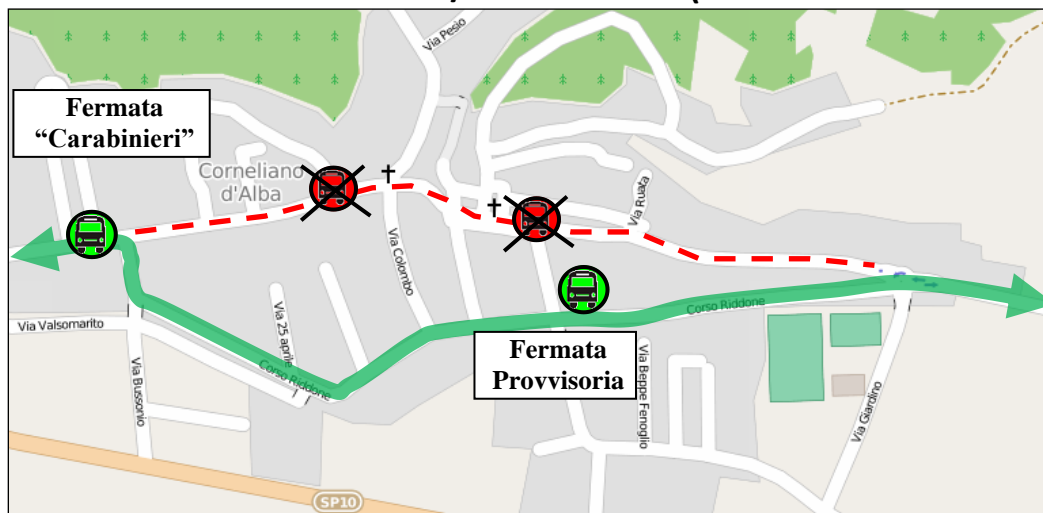 Via Pesio
Fermata
“Carabinieri”
Corneliano
d'Alba
Via Ruata
Via Colombo
Corso Riddone
Via Valsomarito
Via 25 aprile
Fermata
Provvisoria
Corso Riddone
Via Bussonio
Via Beppe Fenoglio
Via Giardino
SP10